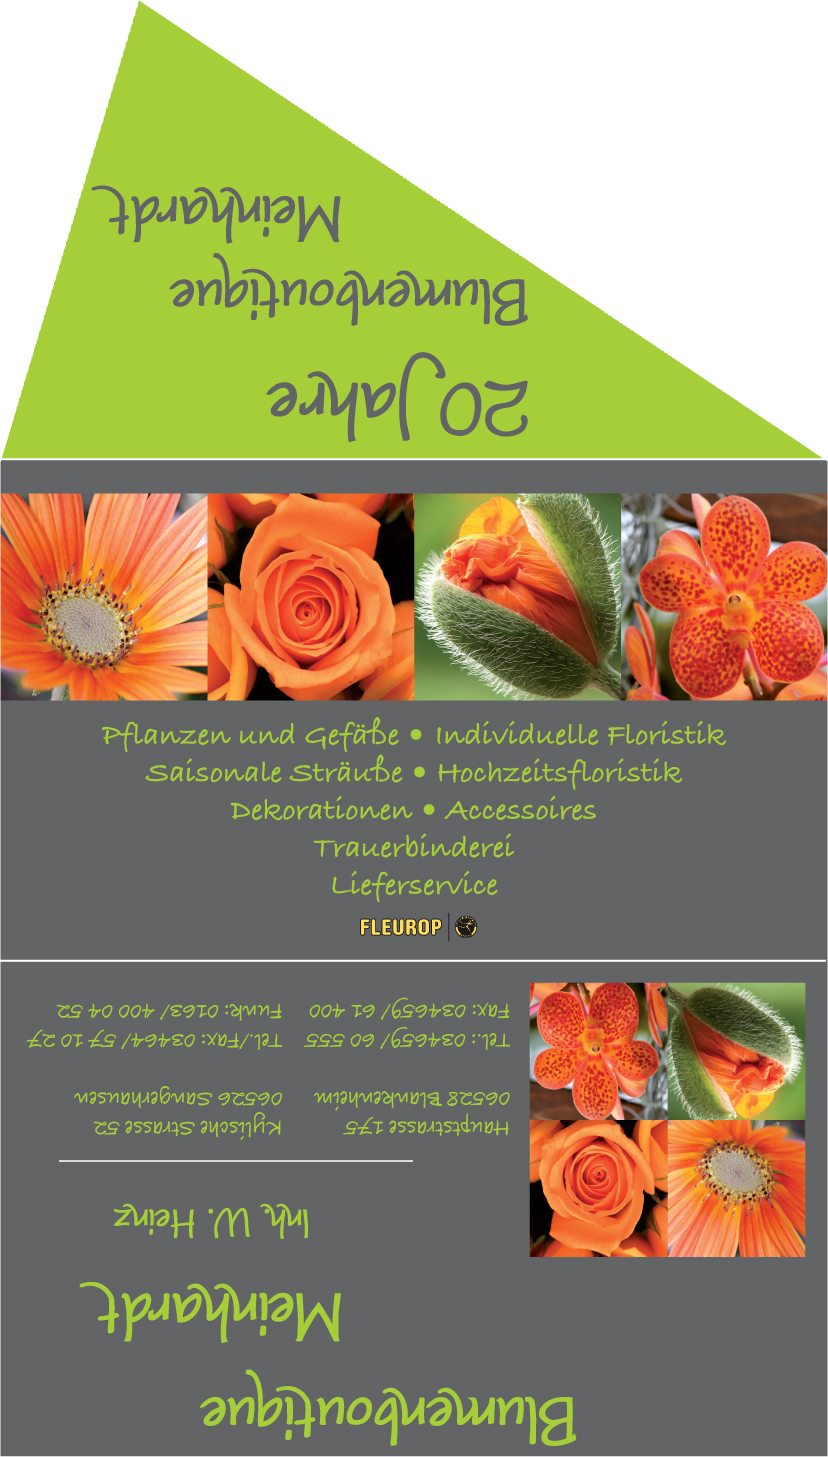 20 Jahre
Blumenboutique
Meinhardt
Pflanzen und Gefäße • Individuelle Floristik
Saisonale Sträuße • Hochzeitsfloristik
Dekorationen • Accessoires
Trauerbinderei
Lieferservice
FLEUROP
Blumenboutique
Meinhardt
Inh. W. Heinz
Hauptstrasse 175
06528 Blankenheim
Tel.: 034659/ 60 555
Fax: 034659/ 61 400
Kylische Strasse 52
06526 Sangerhausen
Tel./Fax: 03464/ 57 10 27
Funk: 0163/ 400 04 52